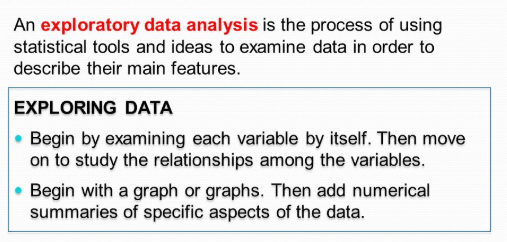 An exploratory data analysis is the process of using
statistical tools and ideas to examine data in order to
describe their main features.
EXPLORING DATA
• Begin by examining each variable by itself. Then move
on to study the relationships among the variables.
• Begin with a graph or graphs. Then add numerical
summaries of specific aspects of the data.